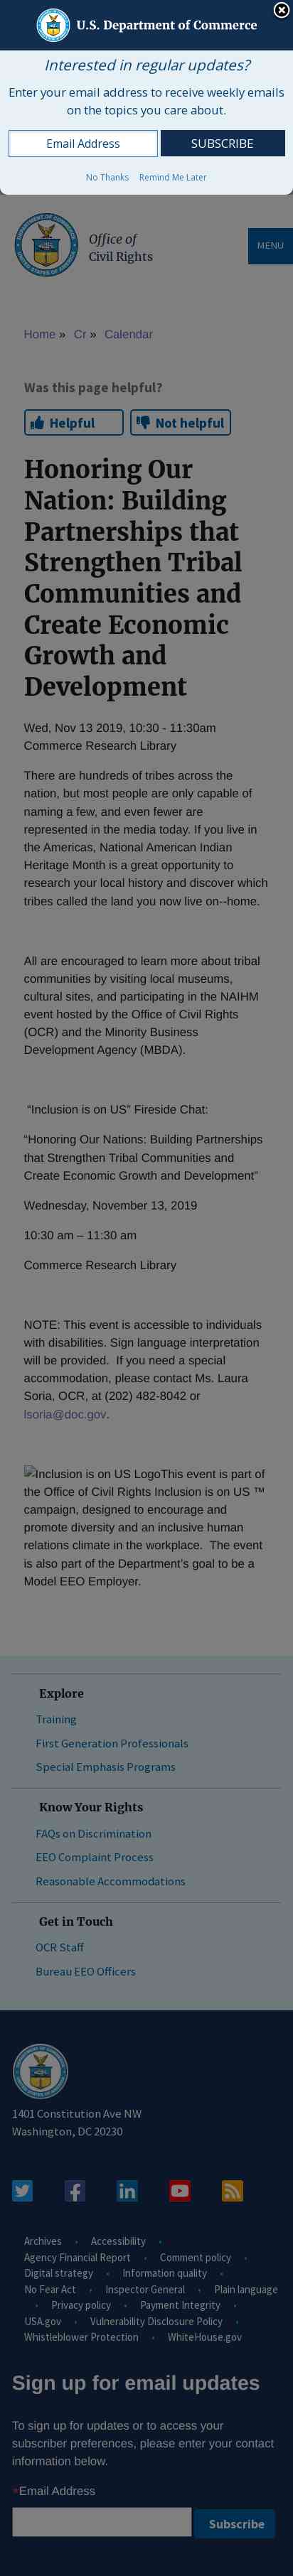 U.S. Department of Commerce
Interested in regular updates?
Enter your email address to receive weekly emails
on the topics you care about.
Email Address SUBSCRIBE
No Thanks Remind Me Later
Office of
Civil Rights
MENU
Home » Cr » Calendar
Was this page helpful?
Helpful Not helpful
Honoring Our
Nation: Building
Partnerships that
Strengthen Tribal
Communities and
Create Economic
Growth and
Development
Wed, Nov 13 2019, 10:30 - 11:30am
Commerce Research Library
There are hundreds of tribes across the
nation, but most people are only capable of
naming a few, and even fewer are
represented in the media today. If you live in
the Americas, National American Indian
Heritage Month is a great opportunity to
research your local history and discover which
tribes called the land you now live on--home.
All are encouraged to learn more about tribal
communities by visiting local museums,
cultural sites, and participating in the NAIHM
event hosted by the Office of Civil Rights
(OCR) and the Minority Business
Development Agency (MBDA).
“Inclusion is on US” Fireside Chat:
“Honoring Our Nations: Building Partnerships
that Strengthen Tribal Communities and
Create Economic Growth and Development”
Wednesday, November 13, 2019
10:30 am – 11:30 am
Commerce Research Library
NOTE: This event is accessible to individuals
with disabilities. Sign language interpretation
will be provided.  If you need a special
accommodation, please contact Ms. Laura
Soria, OCR, at (202) 482-8042 or
lsoria@doc.gov.
Inclusion is on US LogoThis event is part of
the Office of Civil Rights Inclusion is on US ™
campaign, designed to encourage and
promote diversity and an inclusive human
relations climate in the workplace.  The event
is also part of the Department’s goal to be a
Model EEO Employer.
Explore
Training
First Generation Professionals
Special Emphasis Programs
Know Your Rights
FAQs on Discrimination
EEO Complaint Process
Reasonable Accommodations
Get in Touch
OCR Staff
Bureau EEO Officers
1401 Constitution Ave NW
Washington, DC 20230
Archives • Accessibility •
Agency Financial Report • Comment policy •
Digital strategy • Information quality •
No Fear Act • Inspector General • Plain language
• Privacy policy • Payment Integrity •
USA.gov • Vulnerability Disclosure Policy •
Whistleblower Protection • WhiteHouse.gov
Sign up for email updates
To sign up for updates or to access your
subscriber preferences, please enter your contact
information below.
*Email Address
Subscribe